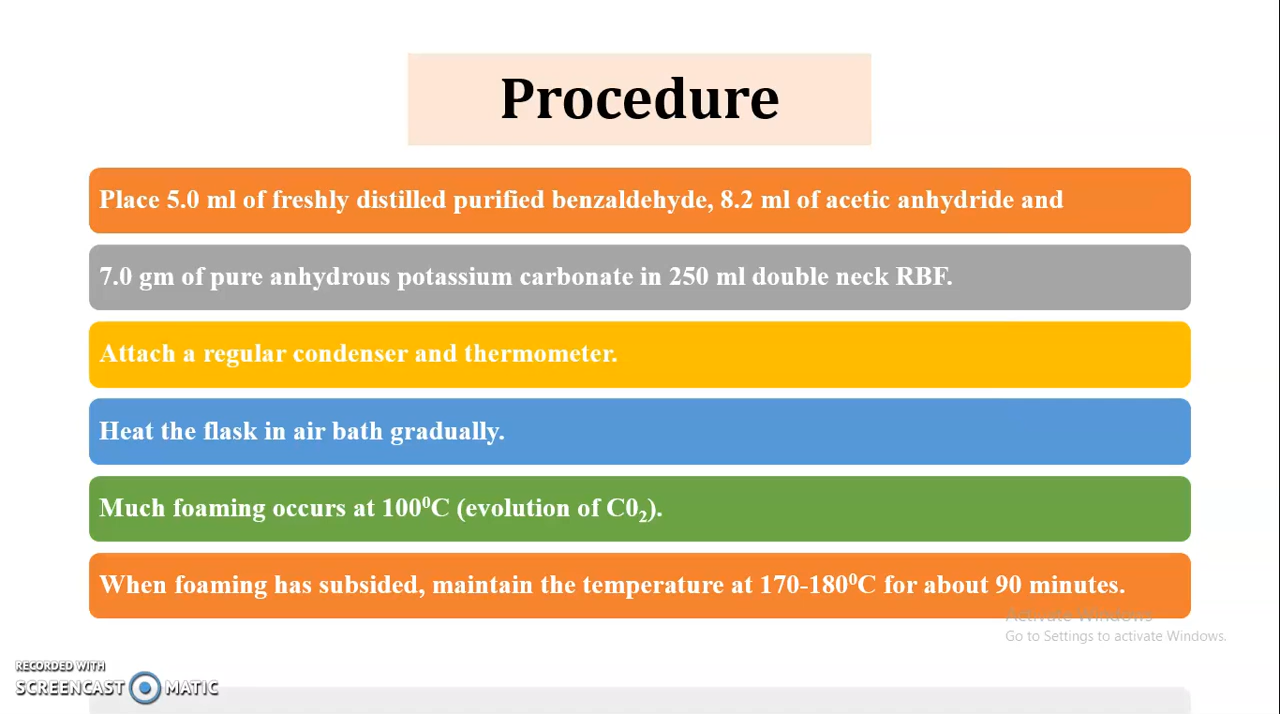 Procedure
Place 5.0 ml of freshly distilled purified benzaldehyde, 8.2 ml of acetic anhydride and
7.0 gm of pure anhydrous potassium carbonate in 250 ml double neck RBF.
Attach a regular condenser and thermometer.
Heat the flask in air bath gradually.
Much foaming occurs at 100⁰C (evolution of C0₂).
When foaming has subsided, maintain the temperature at 170-180⁰C for about 90 minutes.
Activate Windows
Go to Settings to activate Windows.
RECORDED WITH
SCREENCAST MATIC